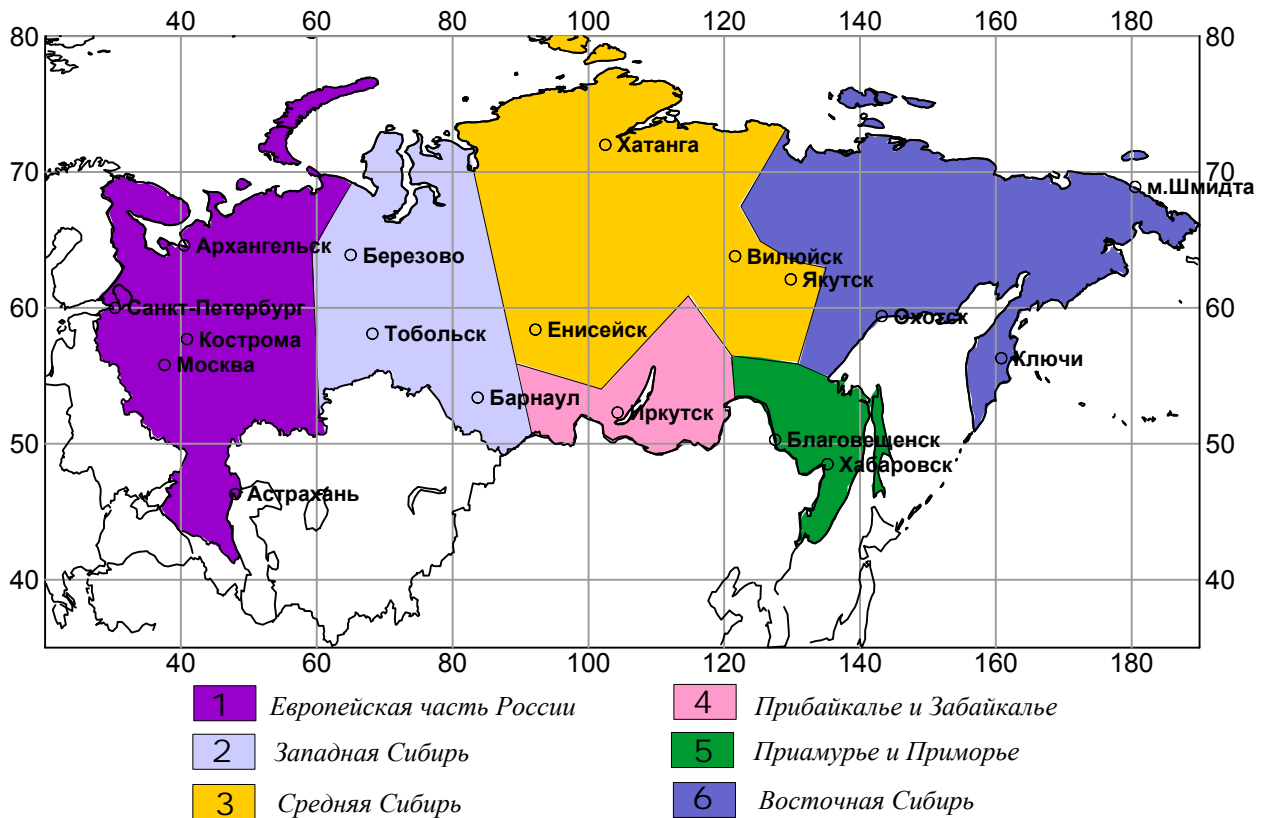 40 60 80 100 120 140 160 180
80 80
70 70
60 60
50 50
40 40
Хатанга
м.Шмидта
Архангельск
Березово
Вилюйск
Якутск
Санкт-Петербург
Охотск
Енисейск
Тобольск
Кострома
Москва
Ключи
Барнаул
Иркутск
Благовещенск
Хабаровск
Астрахань
40 60 80 100 120 140 160 180
1 Европейская часть России
2 Западная Сибирь
3 Средняя Сибирь
4 Прибайкалье и Забайкалье
5 Приамурье и Приморье
6 Восточная Сибирь